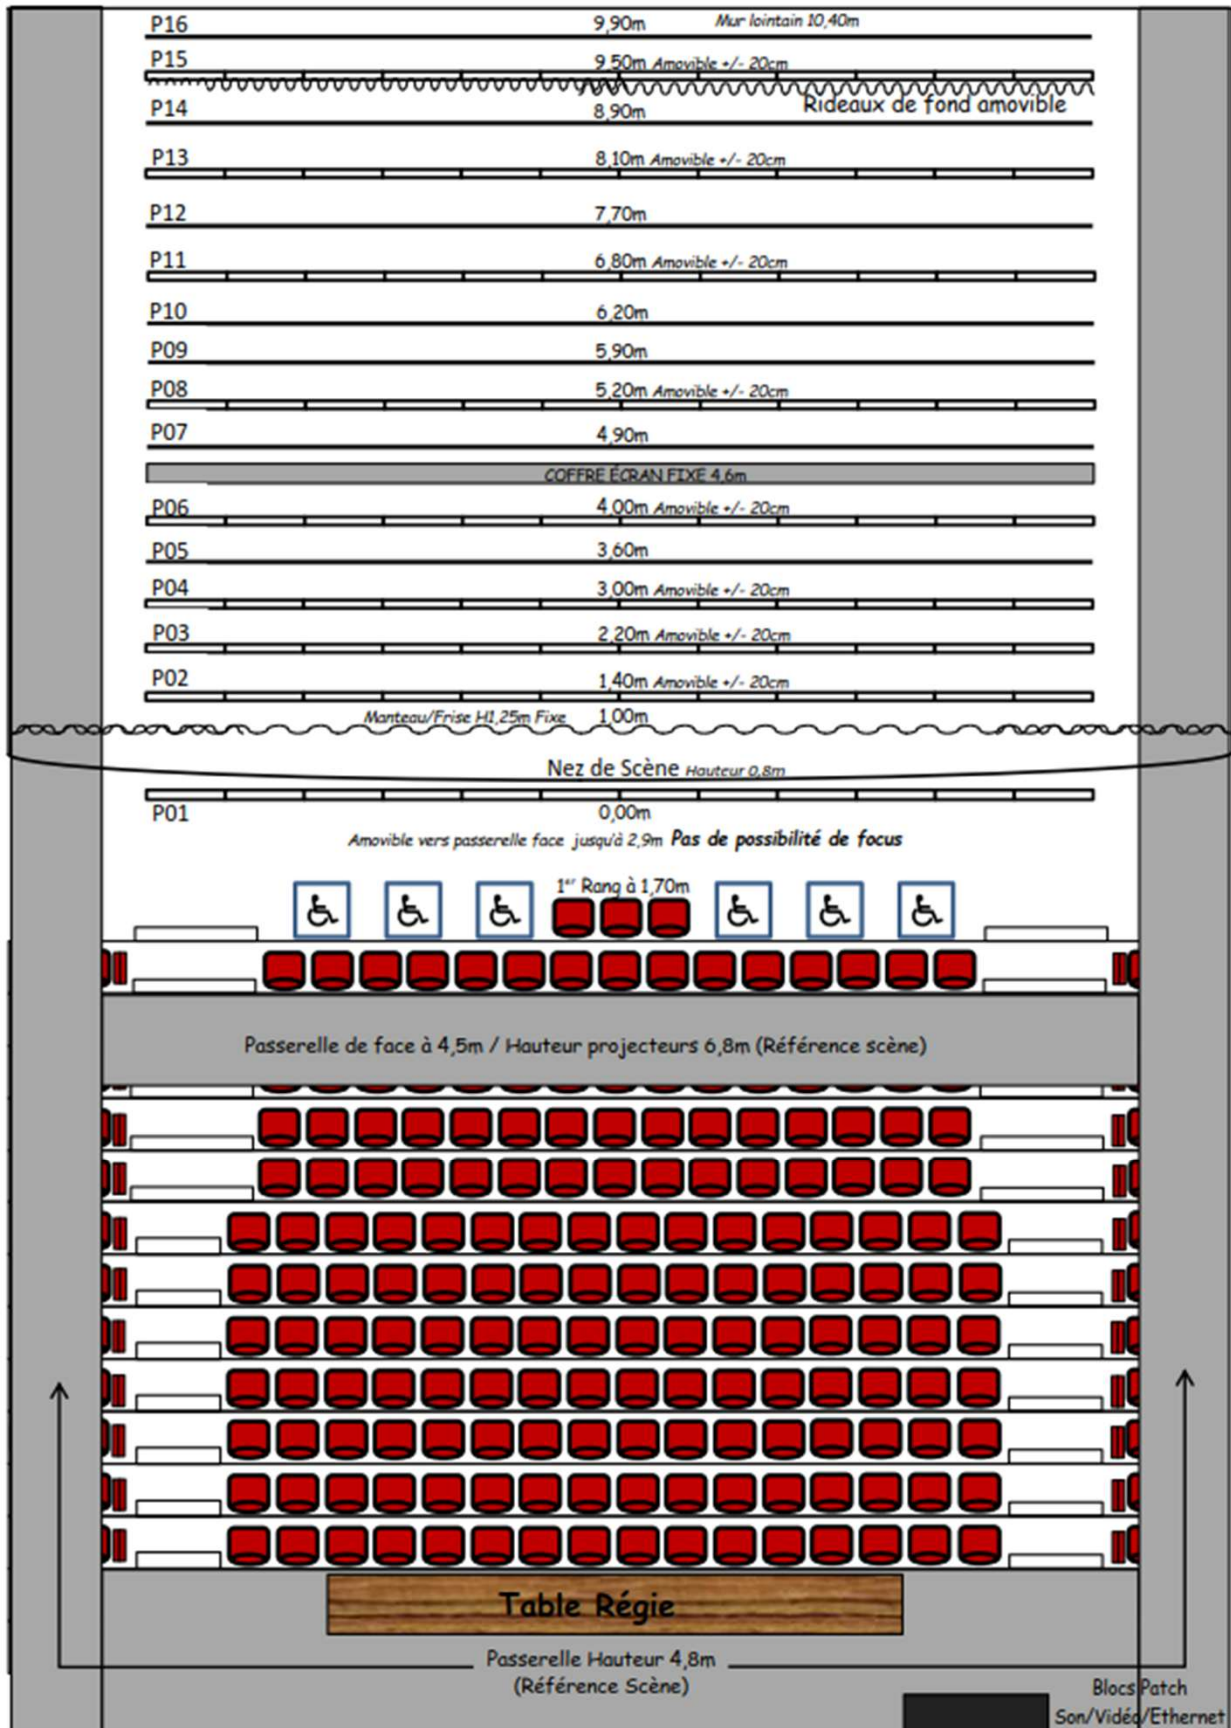 P16 9,90m Mur lointain 10,40m
P15 9,50m Amovible +/- 20cm
Rideaux de fond amovible
P14 8,90m
P13 8,10m Amovible +/- 20cm
P12 7,70m
P11 6,80m Amovible +/- 20cm
P10 6,20m
P09 5,90m
P08 5,20m Amovible +/- 20cm
P07 4,90m
COFFRE ÉCRAN FIXE 4,6m
P06 4,00m Amovible +/- 20cm
P05 3,60m
P04 3,00m Amovible +/- 20cm
P03 2,20m Amovible +/- 20cm
P02 1,40m Amovible +/- 20cm
Manteau/Frise H1,25m Fixe 1,00m
Nez de Scène Hauteur 0,8m
P01 0,00m
Amovible vers passerelle face jusqu'à 2,9m Pas de possibilité de focus
1er Rang à 1,70m
Passerelle de face à 4,5m / Hauteur projecteurs 6,8m (Référence scène)
Table Régie
Passerelle Hauteur 4,8m
(Référence Scène)
Blocs Patch
Son/Vidéo/Ethernet